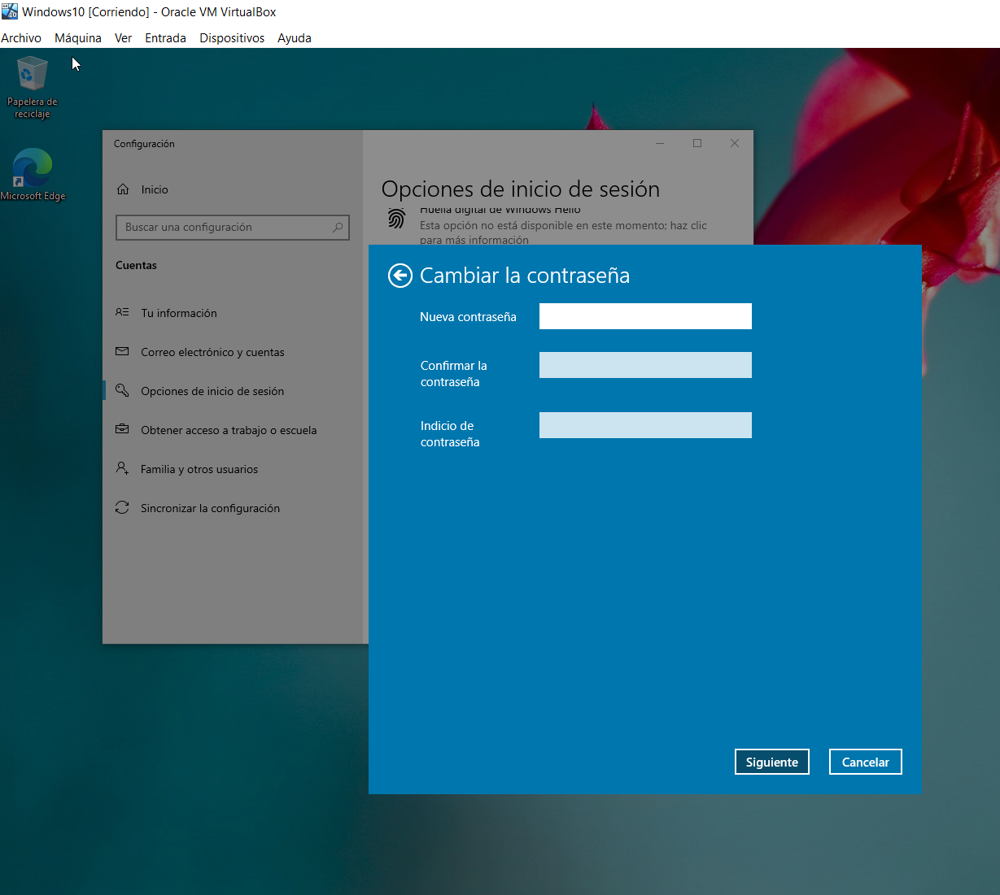 Windows10 [Corriendo] - Oracle VM VirtualBox
Archivo Máquina Ver Entrada Dispositivos Ayuda
Papelera de
reciclaje
Microsoft Edge
Configuración
Inicio
Buscar una configuración
Cuentas
Tu información
Correo electrónico y cuentas
Opciones de inicio de sesión
Obtener acceso a trabajo o escuela
Familia y otros usuarios
Sincronizar la configuración
Opciones de inicio de sesión
Huella digital de Windows Hello
Esta opción no está disponible en este momento; haz clic
para más información
Cambiar la contraseña
Nueva contraseña
Confirmar la
contraseña
Indicio de
contraseña
Siguiente Cancelar